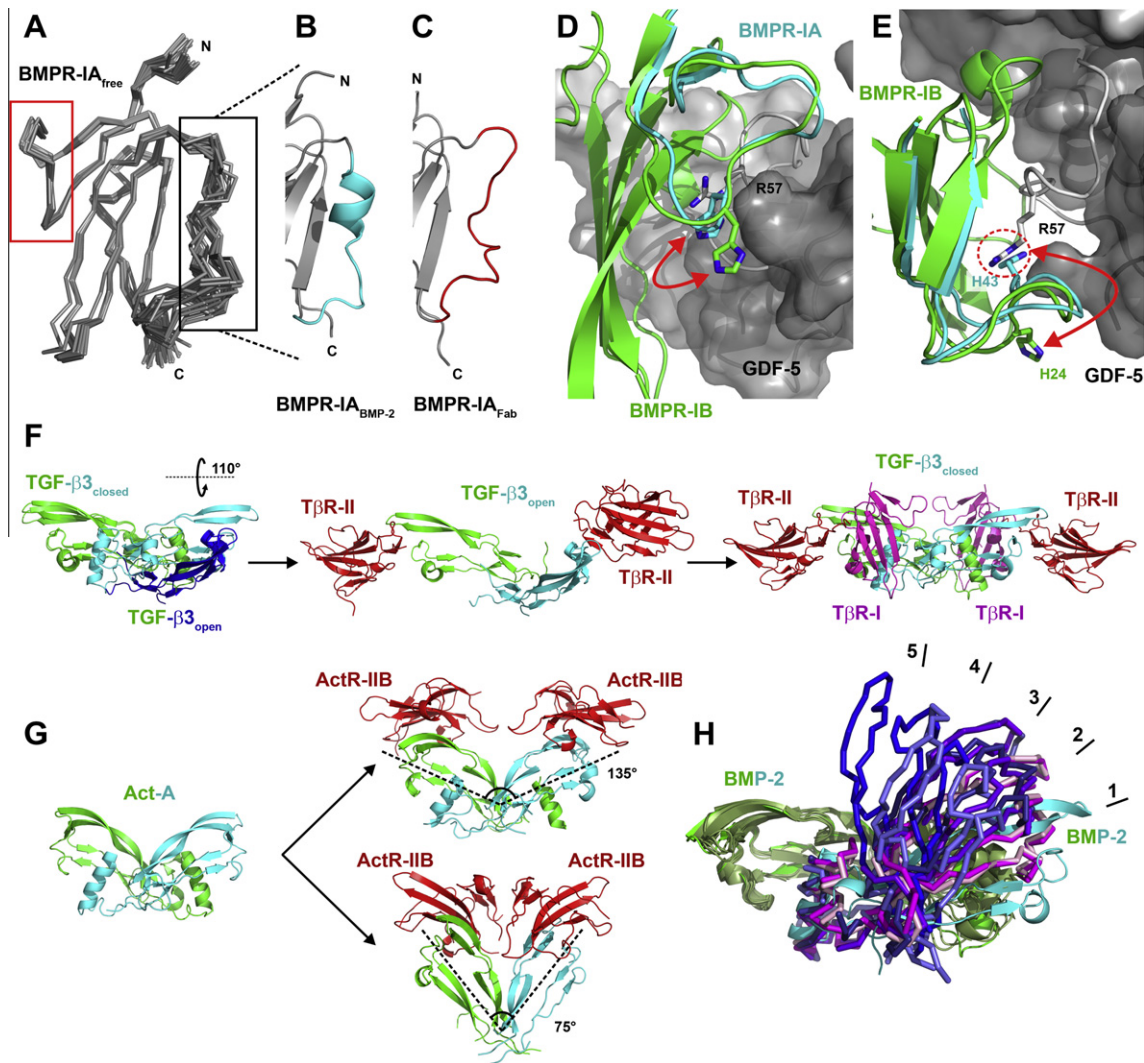 A
BMPR-IAfree
N
C
B
N
C
BMPR-IABMP-2
C
N
C
BMPR-IAFab
D
BMPR-IA
R57
GDF-5
BMPR-IB
E
BMPR-IB
R57
H43
H24
GDF-5
F
TGF-β3closed
110°
TGF-β3open
TβR-II
TGF-β3open
TβR-II
TGF-β3closed
TβR-II
TβR-II
TβR-I
TβR-I
G
Act-A
ActR-IIB
ActR-IIB
135°
ActR-IIB
ActR-IIB
75°
H
5
4
3
2
1
BMP-2
BMP-2